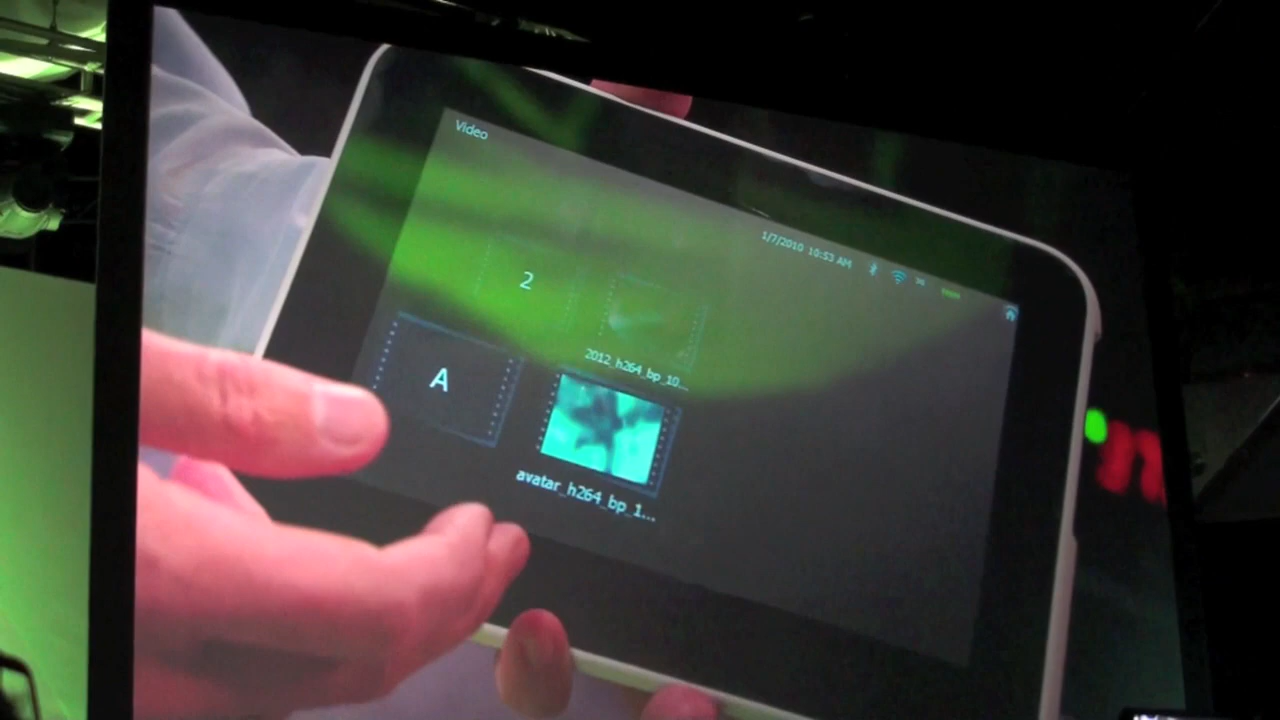 Video
1/7/2010 10:53 AM
2
2012_h264_bp_10...
A
avatar_h264_bp_1...